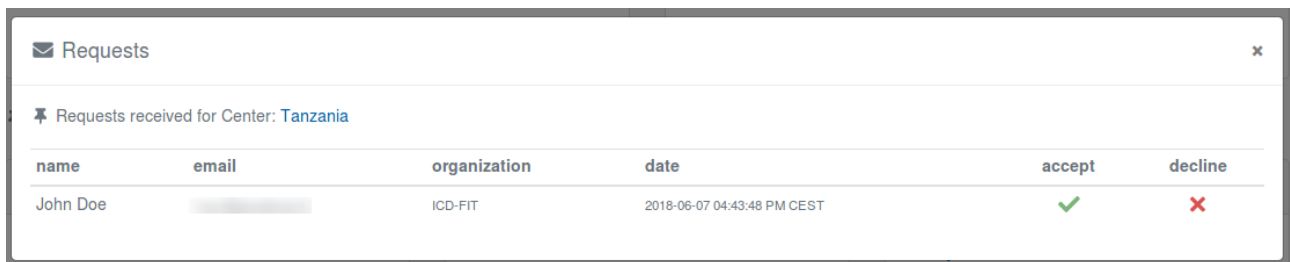 Requests
Requests received for Center: Tanzania
name email organization date accept decline
John Doe ICD-FIT 2018-06-07 04:43:48 PM CEST